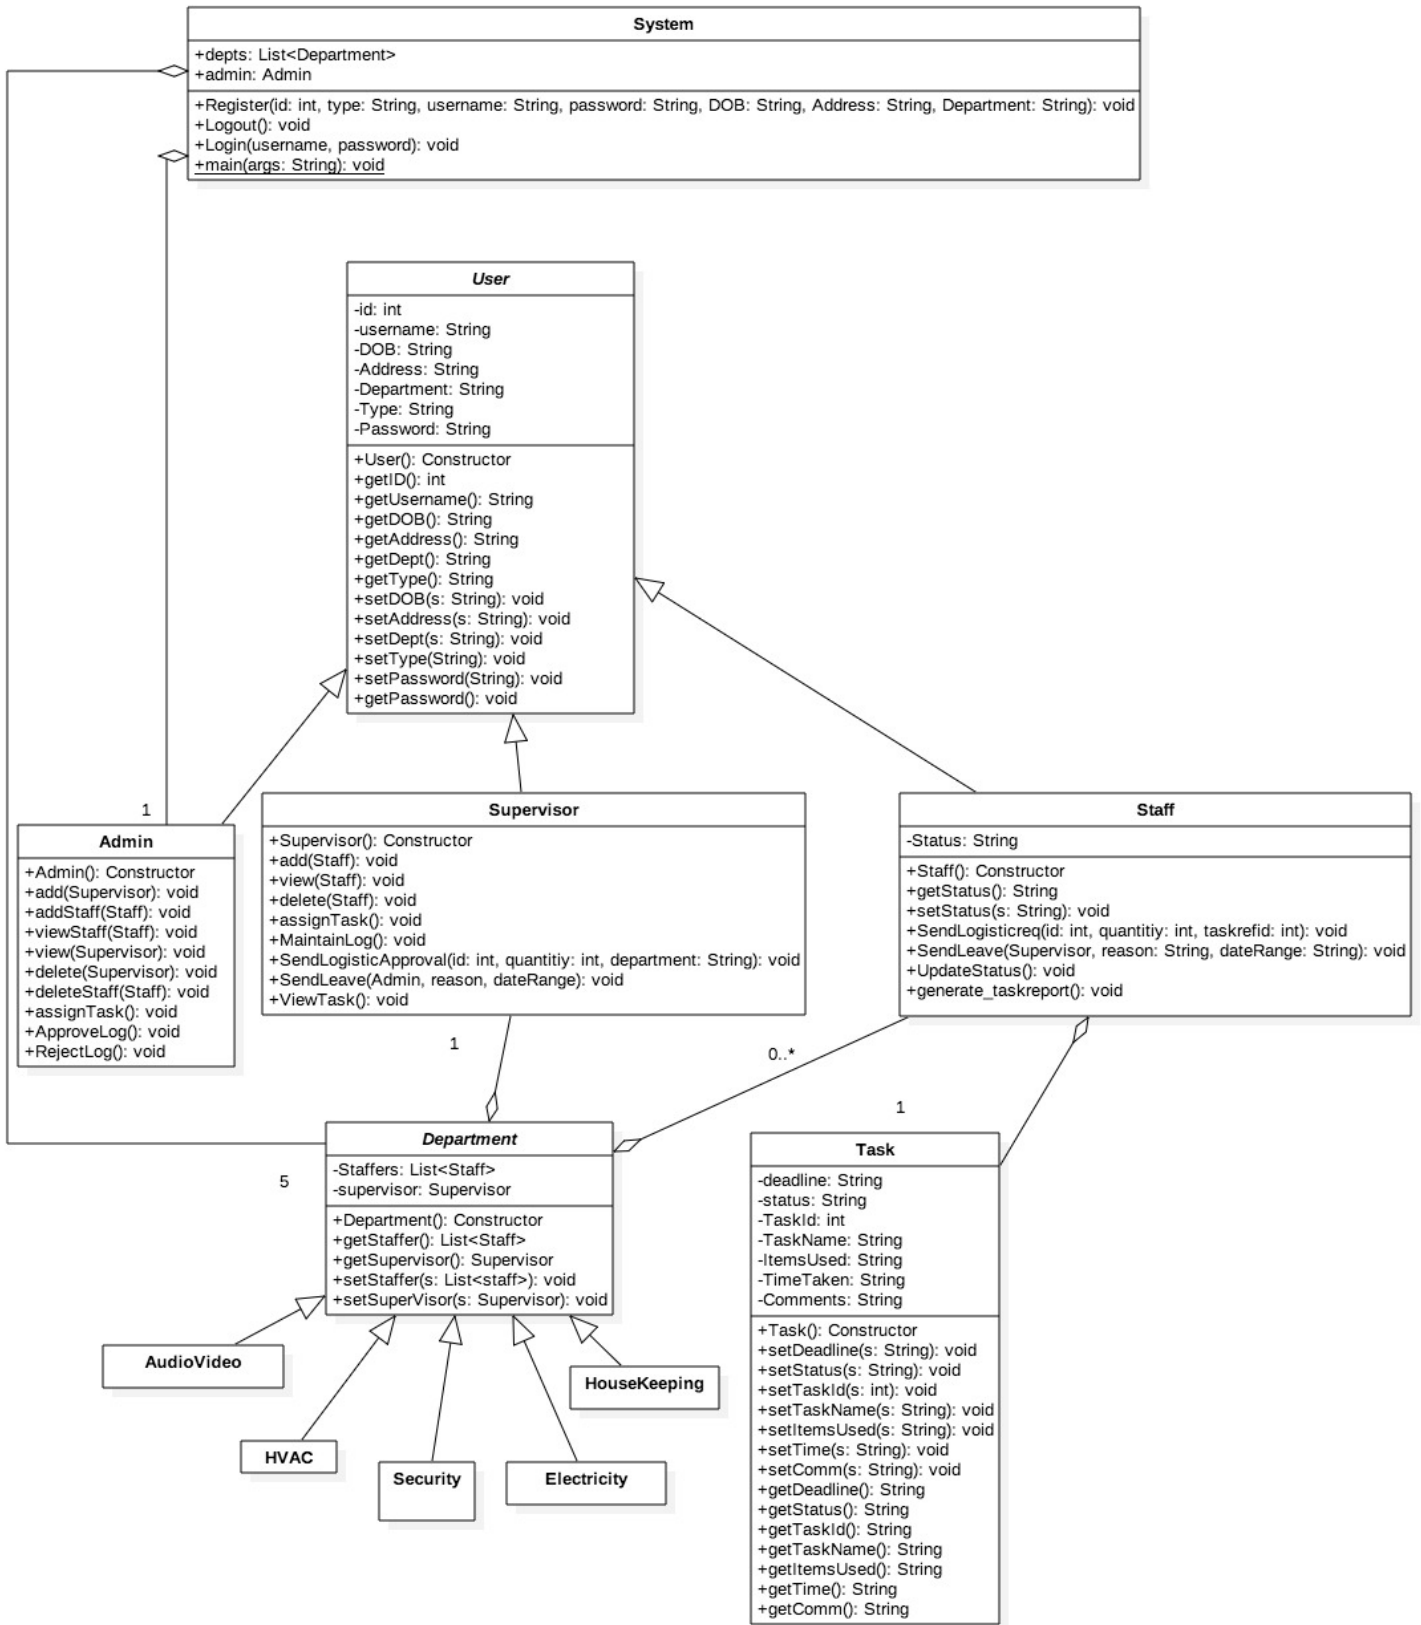 System
+depts: List<Department>
+admin: Admin
+Register(id: int, type: String, username: String, password: String, DOB: String, Address: String, Department: String): void
+Logout(): void
+Login(username, password): void
+main(args: String): void
User
-id: int
-username: String
-DOB: String
-Address: String
-Department: String
-Type: String
-Password: String
+User(): Constructor
+getID(): int
+getUsername(): String
+getDOB(): String
+getAddress(): String
+getDept(): String
+getType(): String
+setDOB(s: String): void
+setAddress(s: String): void
+setDept(s: String): void
+setType(String): void
+setPassword(String): void
+getPassword(): void
1
Admin
+Admin(): Constructor
+add(Supervisor): void
+addStaff(Staff): void
+viewStaff(Staff): void
+view(Supervisor): void
+delete(Supervisor): void
+deleteStaff(Staff): void
+assignTask(): void
+ApproveLog(): void
+RejectLog(): void
Supervisor
+Supervisor(): Constructor
+add(Staff): void
+view(Staff): void
+delete(Staff): void
+assignTask(): void
+MaintainLog(): void
+SendLogisticApproval(id: int, quantitiy: int, department: String): void
+SendLeave(Admin, reason, dateRange): void
+ViewTask(): void
Staff
-Status: String
+Staff(): Constructor
+getStatus(): String
+setStatus(s: String): void
+SendLogisticreq(id: int, quantitiy: int, taskrefid: int): void
+SendLeave(Supervisor, reason: String, dateRange: String): void
+UpdateStatus(): void
+generate_taskreport(): void
1
0..*
1
5
Department
-Staffers: List<Staff>
-supervisor: Supervisor
+Department(): Constructor
+getStaffer(): List<Staff>
+getSupervisor(): Supervisor
+setStaffer(s: List<staff>): void
+setSuperVisor(s: Supervisor): void
Task
-deadline: String
-status: String
-TaskId: int
-TaskName: String
-ItemsUsed: String
-TimeTaken: String
-Comments: String
+Task(): Constructor
+setDeadline(s: String): void
+setStatus(s: String): void
+setTaskId(s: int): void
+setTaskName(s: String): void
+setItemsUsed(s: String): void
+setTime(s: String): void
+setComm(s: String): void
+getDeadline(): String
+getStatus(): String
+getTaskId(): String
+getTaskName(): String
+getItemsUsed(): String
+getTime(): String
+getComm(): String
AudioVideo
HouseKeeping
HVAC
Security
Electricity